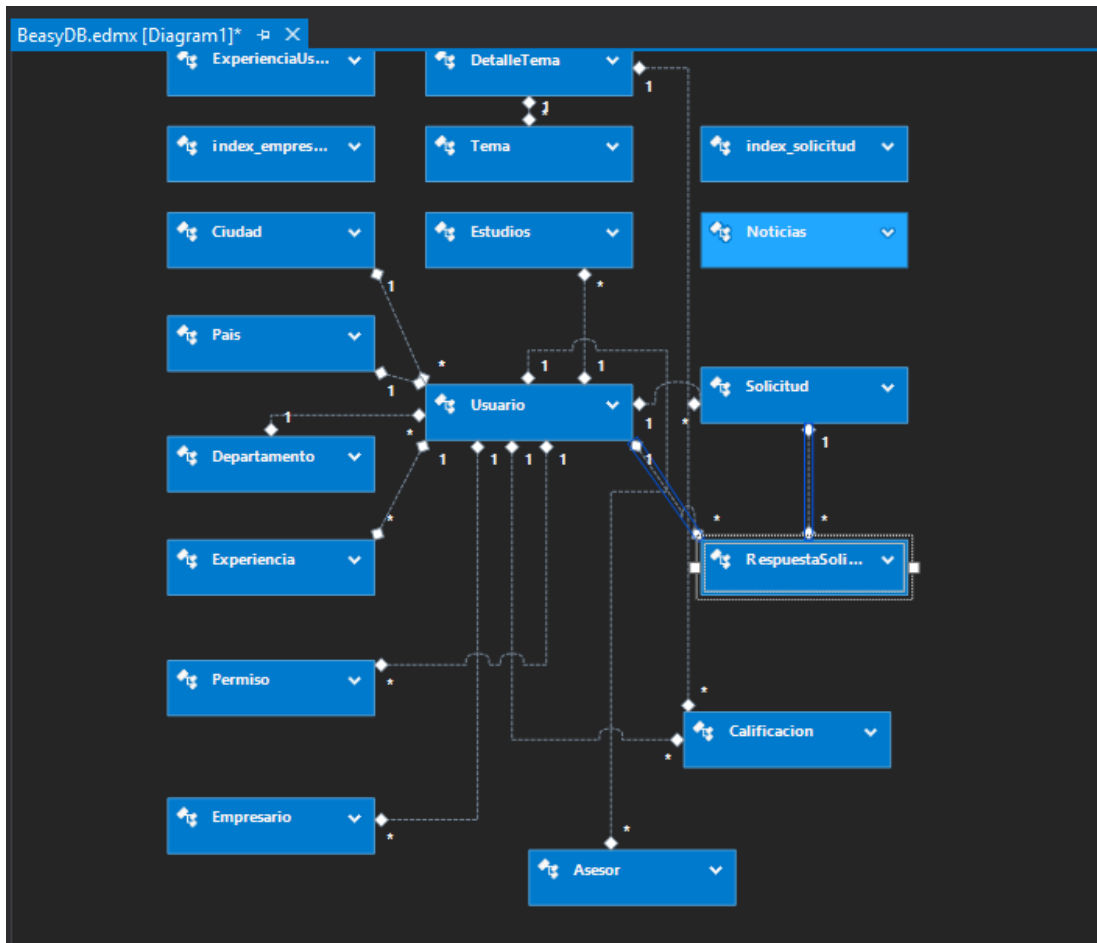 BeasyDB.edmx [Diagram1]*
ExperienciaUs...
DetalleTema
1
1
*
index_empres...
Tema
index_solicitud
Ciudad
Estudios
Noticias
1
*
Pais
*
1
1
1
Usuario
Solicitud
1
*
1
*
1
Departamento
1
1
1
1
1
*
*
*
Experiencia
RespuestaSoli...
Permiso
*
*
Calificacion
*
Empresario
*
*
Asesor